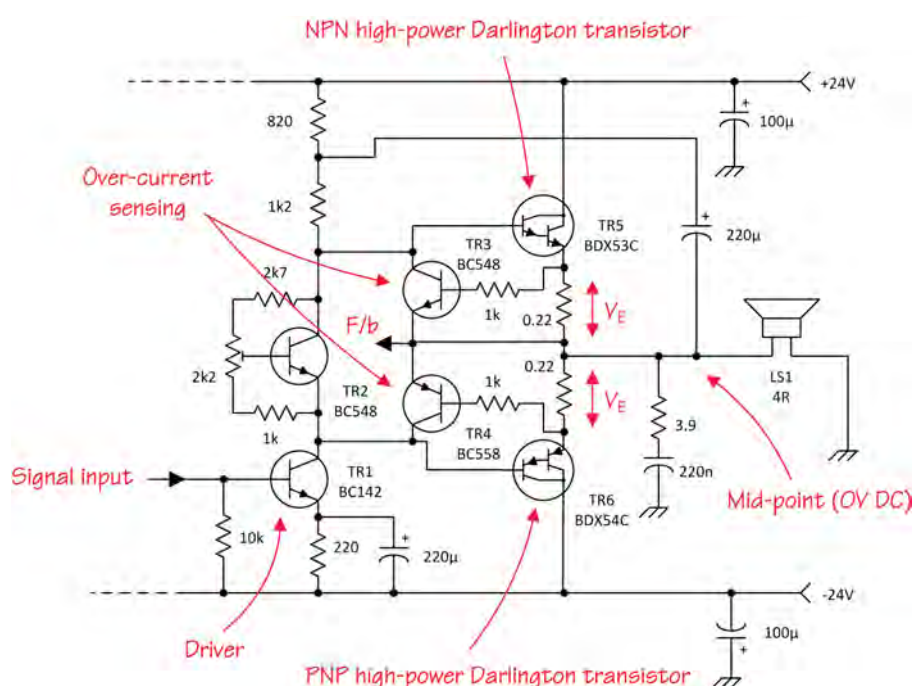 NPN high-power Darlington transistor
+24V
820
100µ
+
Over-current
sensing
1k2
TR5
BDX53C
+
220µ
TR3
BC548
2k7
1k
0.22
VE
F/b
2k2
TR2
BC548
0.22
1k
VE
LS1
4R
1k
TR4
BC558
3.9
220n
Signal input
TR1
BC142
TR6
BDX54C
Mid-point (0V DC)
10k
220
+
220µ
Driver
-24V
100µ
+
PNP high-power Darlington transistor